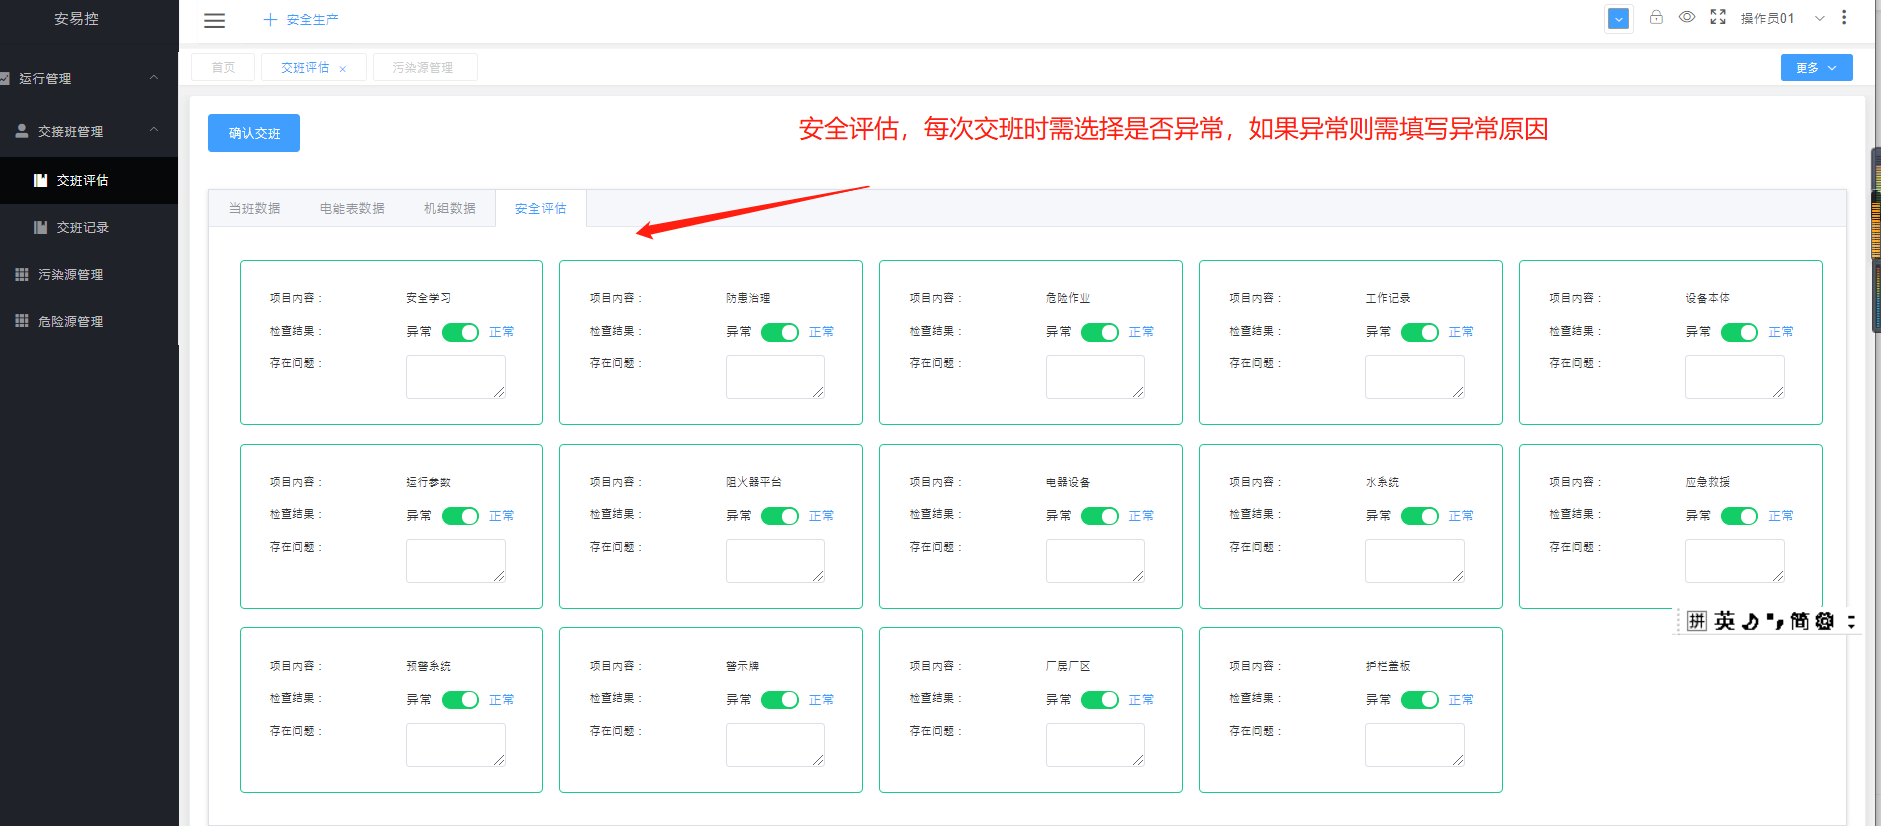 安易控
安全生产
操作员01
运行管理
交接班管理
交班评估
交班记录
污染源管理
危险源管理
首页
交班评估 ×
污染源管理
更多
确认交班
安全评估，每次交班时需选择是否异常，如果异常则需填写异常原因
当班数据
电能表数据
机组数据
安全评估
项目内容： 安全学习
检查结果： 异常 正常
存在问题：
项目内容： 防患治理
检查结果： 异常 正常
存在问题：
项目内容： 危险作业
检查结果： 异常 正常
存在问题：
项目内容： 工作记录
检查结果： 异常 正常
存在问题：
项目内容： 设备本体
检查结果： 异常 正常
存在问题：
项目内容： 运行参数
检查结果： 异常 正常
存在问题：
项目内容： 阻火器平台
检查结果： 异常 正常
存在问题：
项目内容： 电器设备
检查结果： 异常 正常
存在问题：
项目内容： 水系统
检查结果： 异常 正常
存在问题：
项目内容： 应急救援
检查结果： 异常 正常
存在问题：
项目内容： 预警系统
检查结果： 异常 正常
存在问题：
项目内容： 警示牌
检查结果： 异常 正常
存在问题：
项目内容： 厂房厂区
检查结果： 异常 正常
存在问题：
项目内容： 护栏盖板
检查结果： 异常 正常
存在问题：
拼 英 简